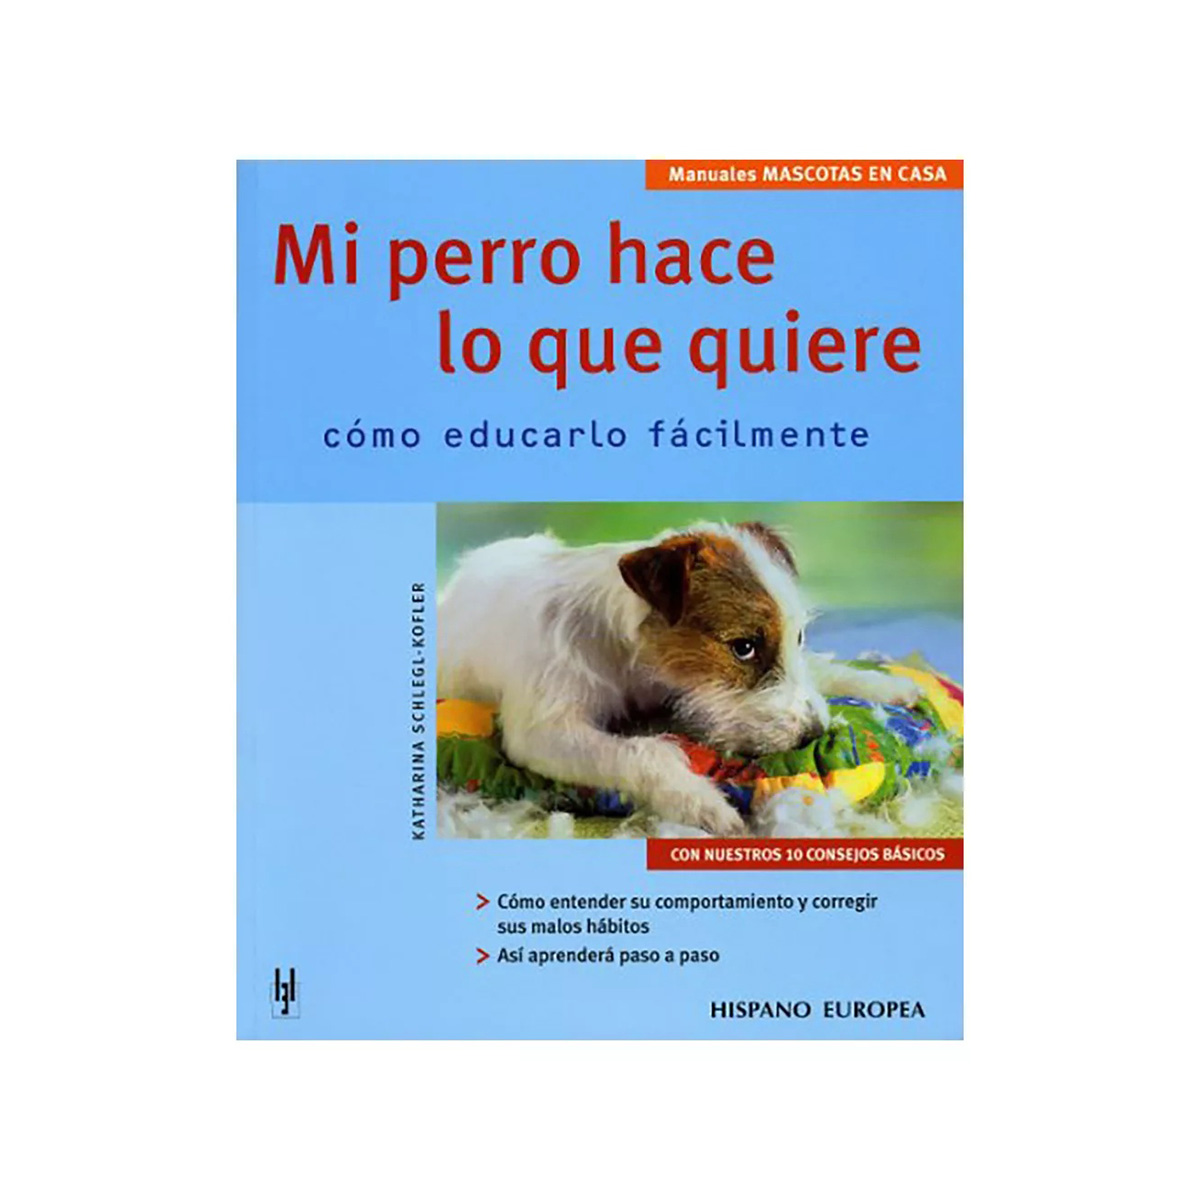 Manuales MASCOTAS EN CASA
Mi perro hace
lo que quiere
cómo educarlo fácilmente
KATHARINA SCHLEGL-KOFLER
CON NUESTROS 10 CONSEJOS BÁSICOS
> Cómo entender su comportamiento y corregir
sus malos hábitos
> Así aprenderá paso a paso
HISPANO EUROPEA